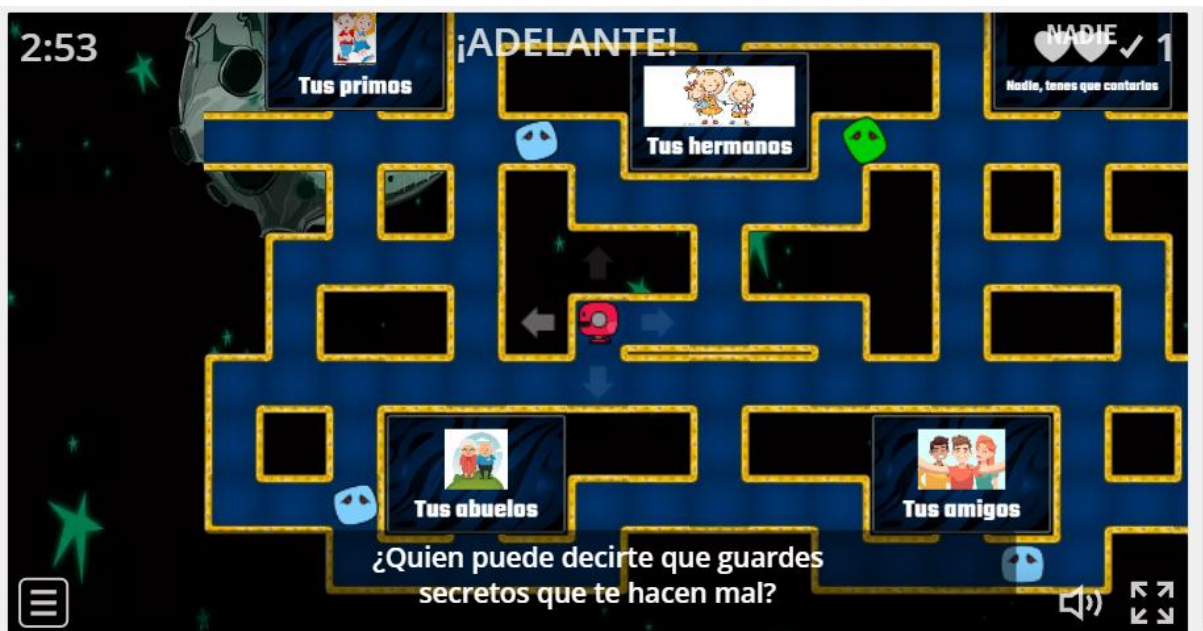 2:53
¡ADELANTE!
NADIE
1
Tus primos
Tus hermanos
Nadie, tenes que contarlos
Tus abuelos
Tus amigos
¿Quien puede decirte que guardes
secretos que te hacen mal?